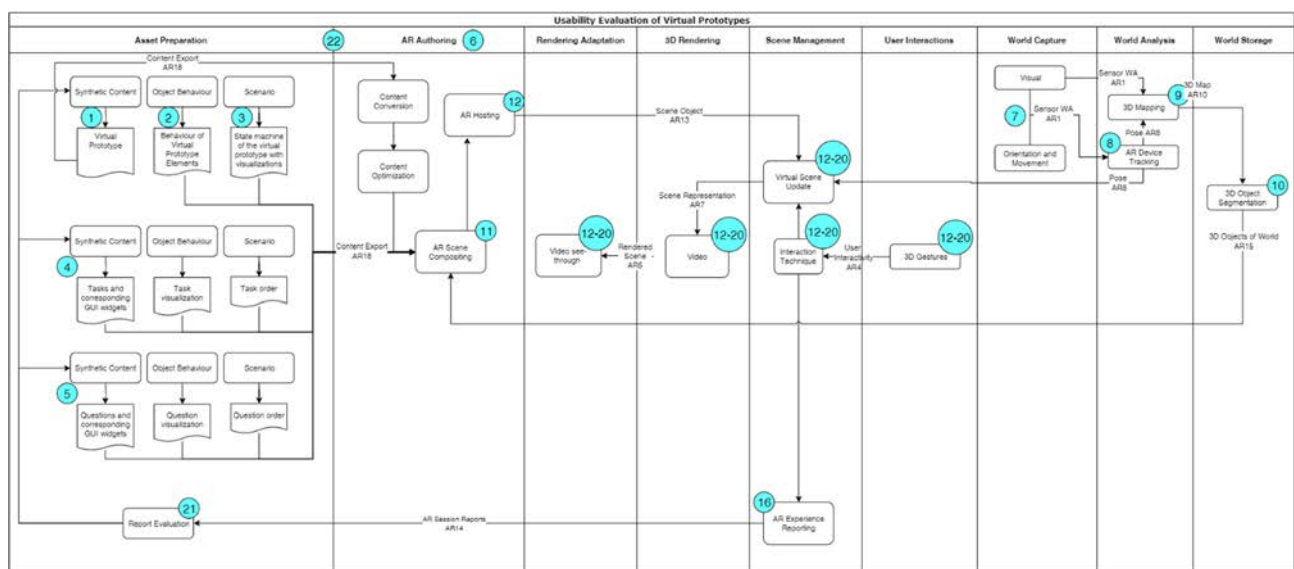 Usability Evaluation of Virtual Prototypes
Asset Preparation
22
AR Authoring
6
Rendering Adaptation
3D Rendering
Scene Management
User Interactions
World Capture
World Analysis
World Storage
Content Export
AR18
Synthetic Content
Object Behaviour
Scenario
1
2
3
Virtual
Prototype
Behaviour of
Virtual
Prototype
Elements
State machine
of the virtual
prototype with
visualizations
Content
Conversion
Content
Optimization
12
AR Hosting
Scene Object
AR13
Visual
Sensor WA
AR1
7
Sensor WA
AR1
Orientation and
Movement
9
3D Mapping
3D Map
AR10
Pose AR8
8
AR Device
Tracking
Pose
AR8
12-20
Virtual Scene
Update
Scene Representation
AR7
10
3D Object
Segmentation
3D Objects of World
AR15
Synthetic Content
Object Behaviour
Scenario
4
Tasks and
corresponding
GUI widgets
Task
visualization
Task order
Content Export
AR18
11
AR Scene
Compositing
12-20
Video see-
through
Rendered
Scene -
AR6
12-20
Video
12-20
Interaction
Technique
User
Interactivity
AR4
12-20
3D Gestures
Synthetic Content
Object Behaviour
Scenario
5
Questions and
corresponding
GUI widgets
Question
visualization
Question order
21
Report Evaluation
AR Session Reports
AR14
16
AR Experience
Reporting